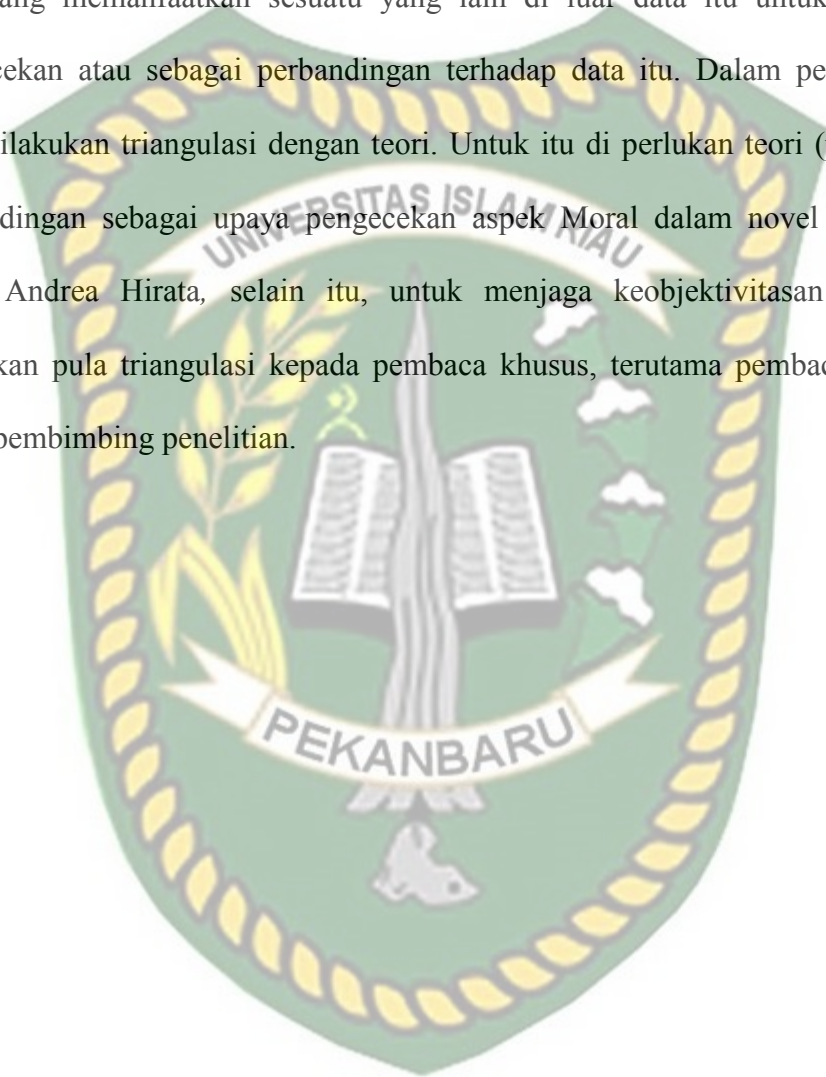 yang memanfaatkan sesuatu yang lain di luar data itu untuk
ekan atau sebagai perbandingan terhadap data itu. Dalam pe
ilakukan triangulasi dengan teori. Untuk itu di perlukan teori (
dingan sebagai upaya pengecekan aspek Moral dalam novel
UNIVERSITAS ISLAM RIAU
Andrea Hirata, selain itu, untuk menjaga keobjektivitasan
kan pula triangulasi kepada pembaca khusus, terutama pembac
pembimbing penelitian.
PEKANBARU